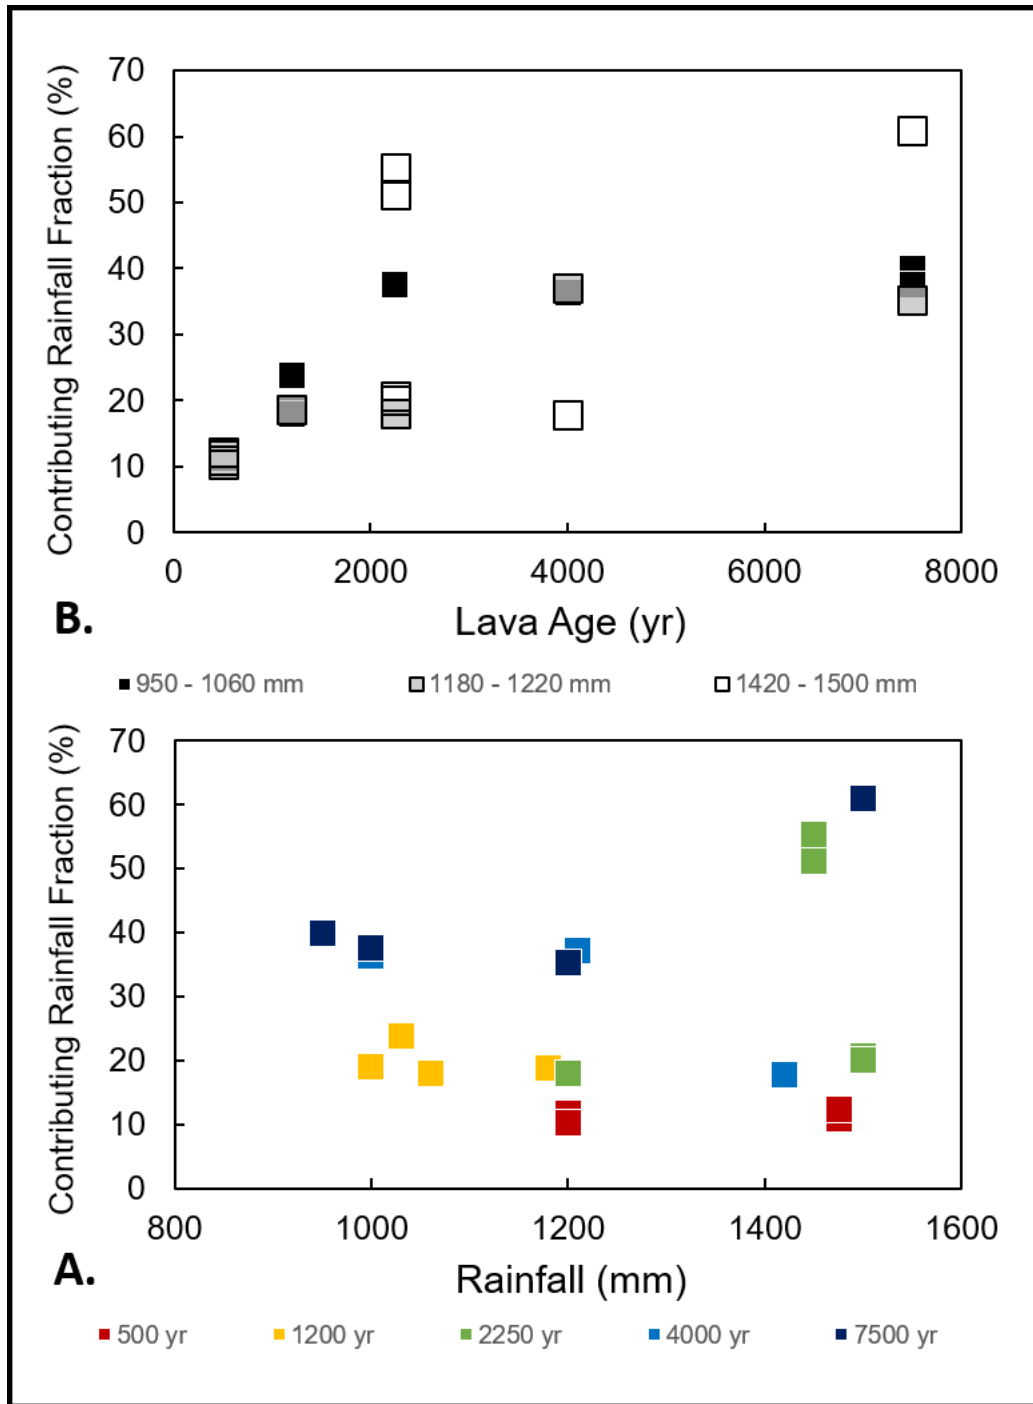 Contributing Rainfall Fraction (%)
70
60
50
40
30
20
10
0
0 2000 4000 6000 8000
B. Lava Age (yr)
950 - 1060 mm 1180 - 1220 mm 1420 - 1500 mm
Contributing Rainfall Fraction (%)
70
60
50
40
30
20
10
0
800 1000 1200 1400 1600
A. Rainfall (mm)
500 yr 1200 yr 2250 yr 4000 yr 7500 yr